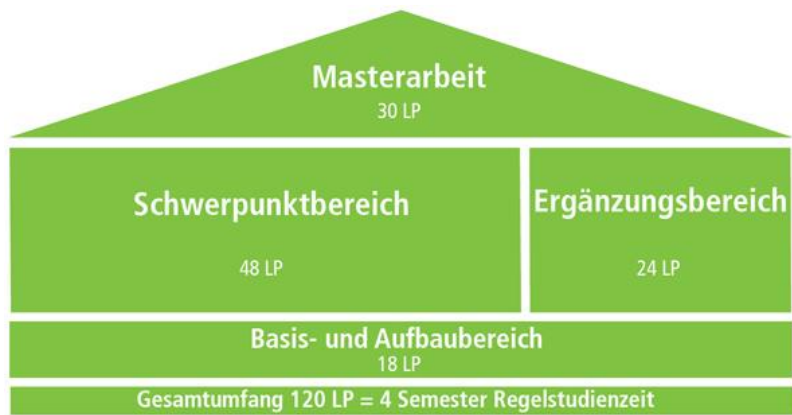 Masterarbeit
30 LP
Schwerpunktbereich
48 LP
Ergänzungsbereich
24 LP
Basis- und Aufbaubereich
18 LP
Gesamtumfang 120 LP = 4 Semester Regelstudienzeit